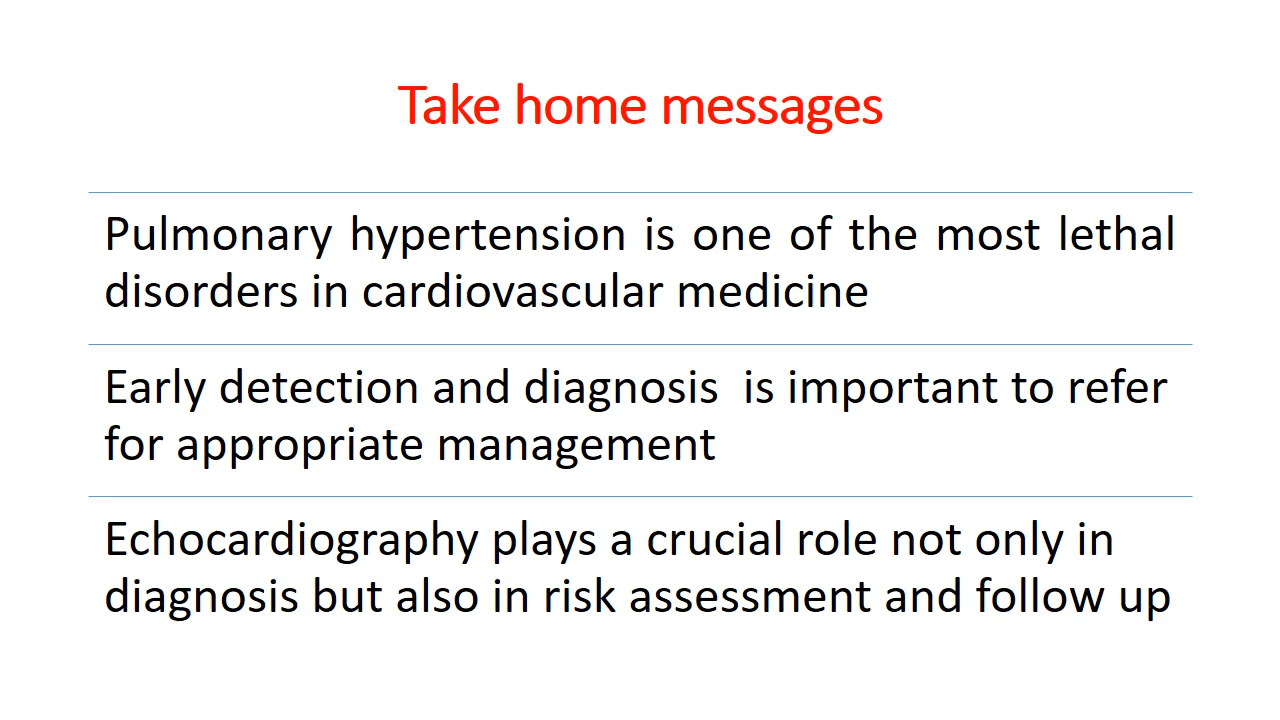 Take home messages
Pulmonary hypertension is one of the most lethal
disorders in cardiovascular medicine
Early detection and diagnosis  is important to refer
for appropriate management
Echocardiography plays a crucial role not only in
diagnosis but also in risk assessment and follow up